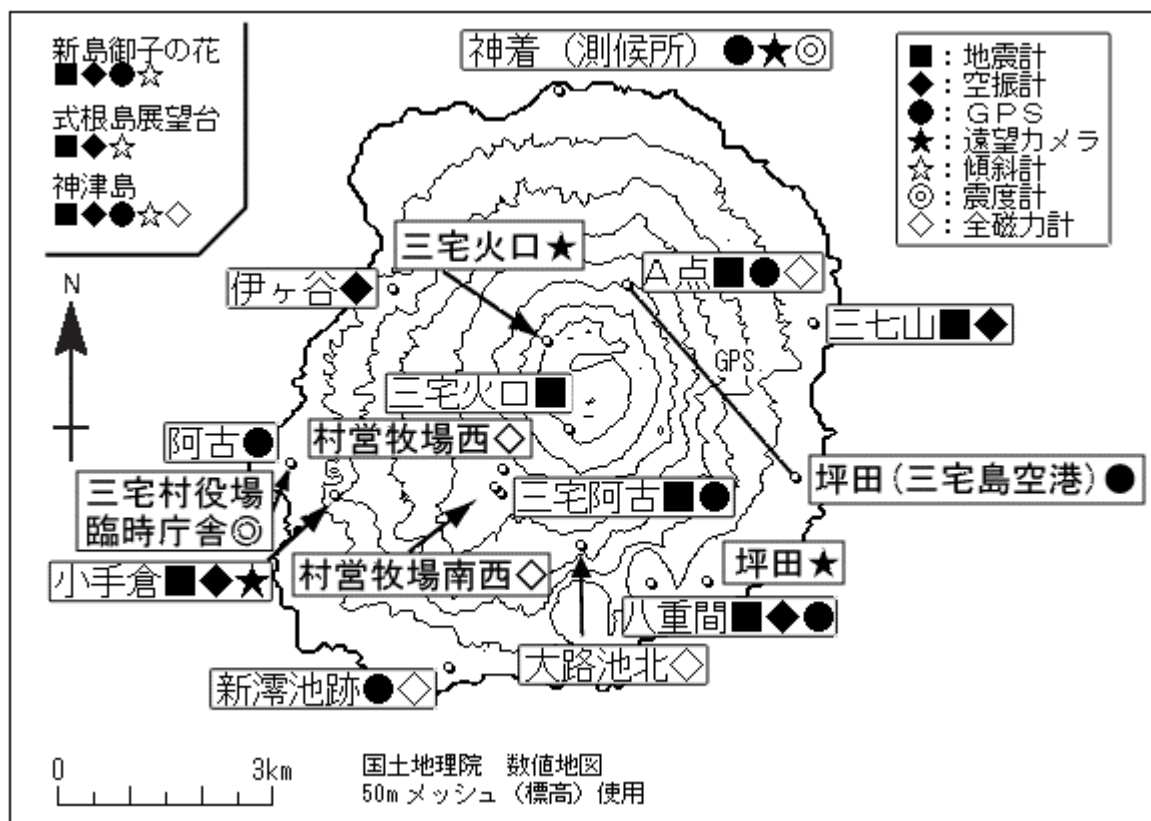 新島御子の花
■◆●☆
式根島展望台
■◆☆
神津島
■◆●☆◇
神着（測候所） ●★◎
■：地震計
◆：空振計
●：ＧＰＳ
★：遠望カメラ
☆：傾斜計
◎：震度計
◇：全磁力計
N
三宅火口★
伊ヶ谷◆
Ａ点■●◇
三七山■◆
GPS
三宅火口■
村営牧場西◇
阿古●
三宅村役場
臨時庁舎◎
三宅阿古■●
坪田(三宅島空港)●
小手倉■◆★
村営牧場南西◇
坪田★
八重間■◆●
大路池北◇
新澪池跡●◇
0 3km
国土地理院 数値地図
50mメッシュ（標高）使用